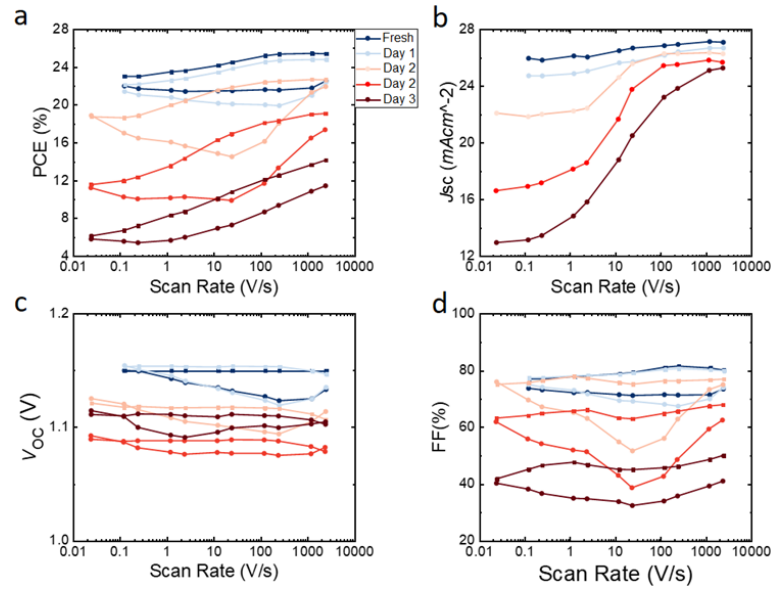 a
28
24
20
16
12
8
4
PCE (%)
0.01 0.1 1 10 100 1000 10000
Scan Rate (V/s)
Fresh
Day 1
Day 2
Day 2
Day 3
b
28
24
20
16
12
Jsc (mAcm^-2)
0.01 0.1 1 10 100 1000 10000
Scan Rate (V/s)
c
1.2
1.1
1.0
VOC (V)
0.01 0.1 1 10 100 1000 10000
Scan Rate (V/s)
d
100
80
60
40
20
FF(%)
0.01 0.1 1 10 100 1000 10000
Scan Rate (V/s)